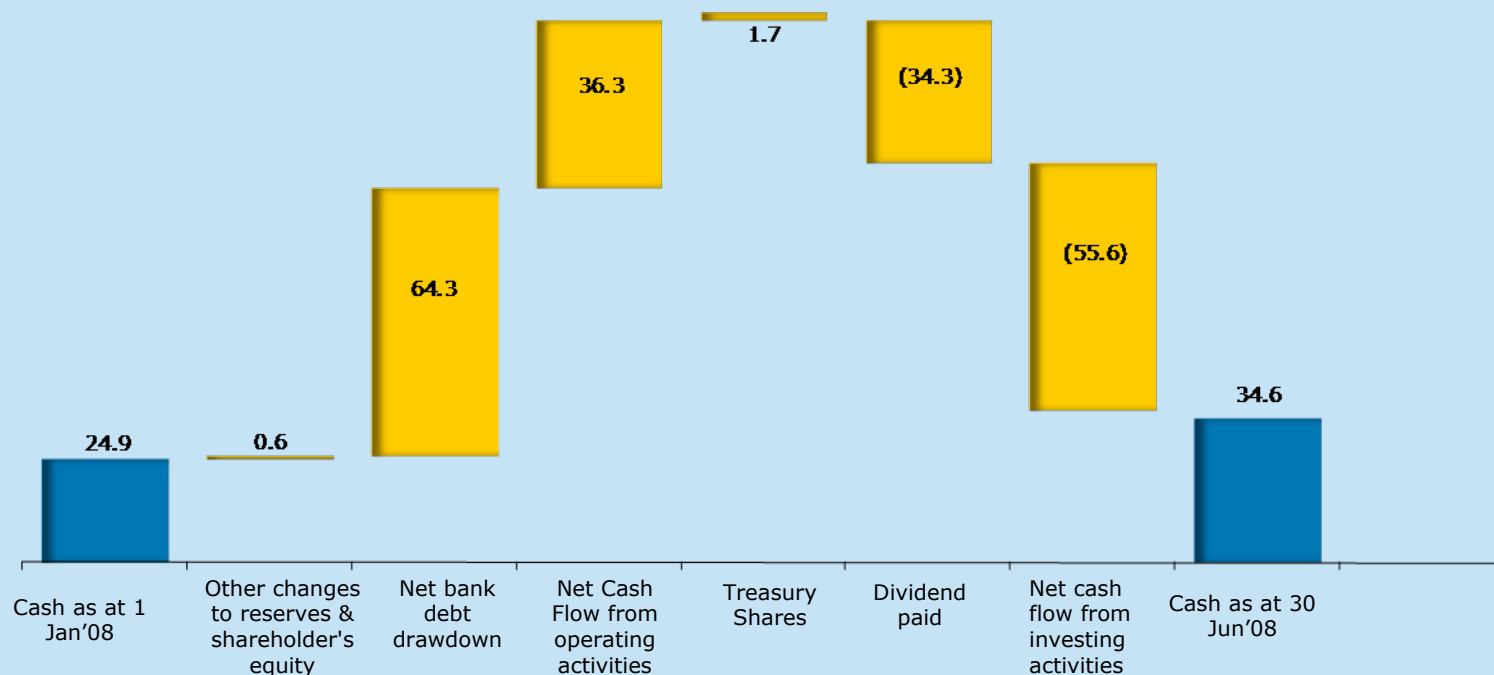 1.7
36.3
(34.3)
(55.6)
64.3
34.6
24.9
0.6
Cash as at 1
Jan’08
Other changes
to reserves &
shareholder's
equity
Net bank
debt
drawdown
Net Cash
Flow from
operating
activities
Treasury
Shares
Dividend
paid
Net cash
flow from
investing
activities
Cash as at 30
Jun’08